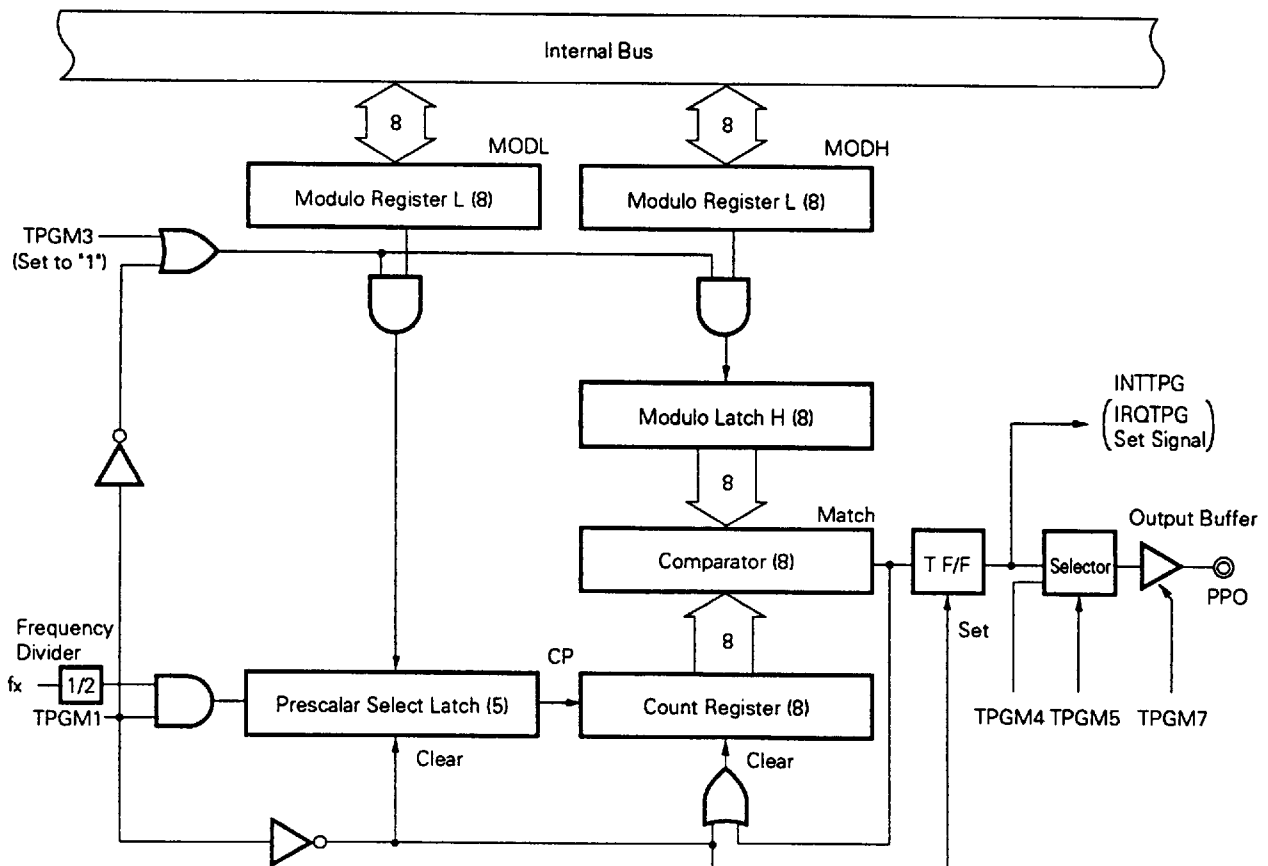 Internal Bus
8
8
MODL
MODH
Modulo Register L (8)
Modulo Register L (8)
TPGM3
(Set to "1")
Modulo Latch H (8)
INTTPG
(IRQTPG
Set Signal)
8
Match
Output Buffer
Comparator (8)
T F/F
Selector
PPO
Set
8
Frequency
Divider
CP
fx
1/2
Prescalar Select Latch (5)
Count Register (8)
TPGM1
TPGM4
TPGM5
TPGM7
Clear
Clear